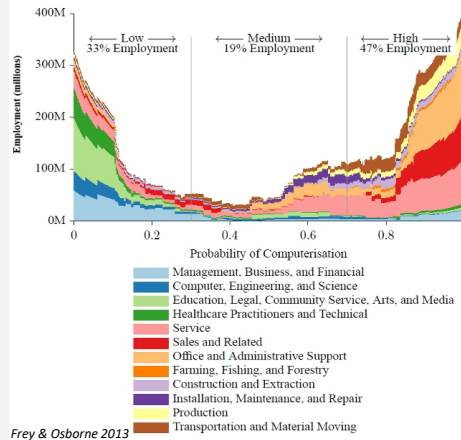 400M
Low
33% Employment
Medium
19% Employment
High
47% Employment
300M
200M
100M
0M
Employment (millions)
0
0.2
0.4
0.6
0.8
Probability of Computerisation
Management, Business, and Financial
Computer, Engineering, and Science
Education, Legal, Community Service, Arts, and Media
Healthcare Practitioners and Technical
Service
Sales and Related
Office and Administrative Support
Farming, Fishing, and Forestry
Construction and Extraction
Installation, Maintenance, and Repair
Production
Transportation and Material Moving
Frey & Osborne 2013